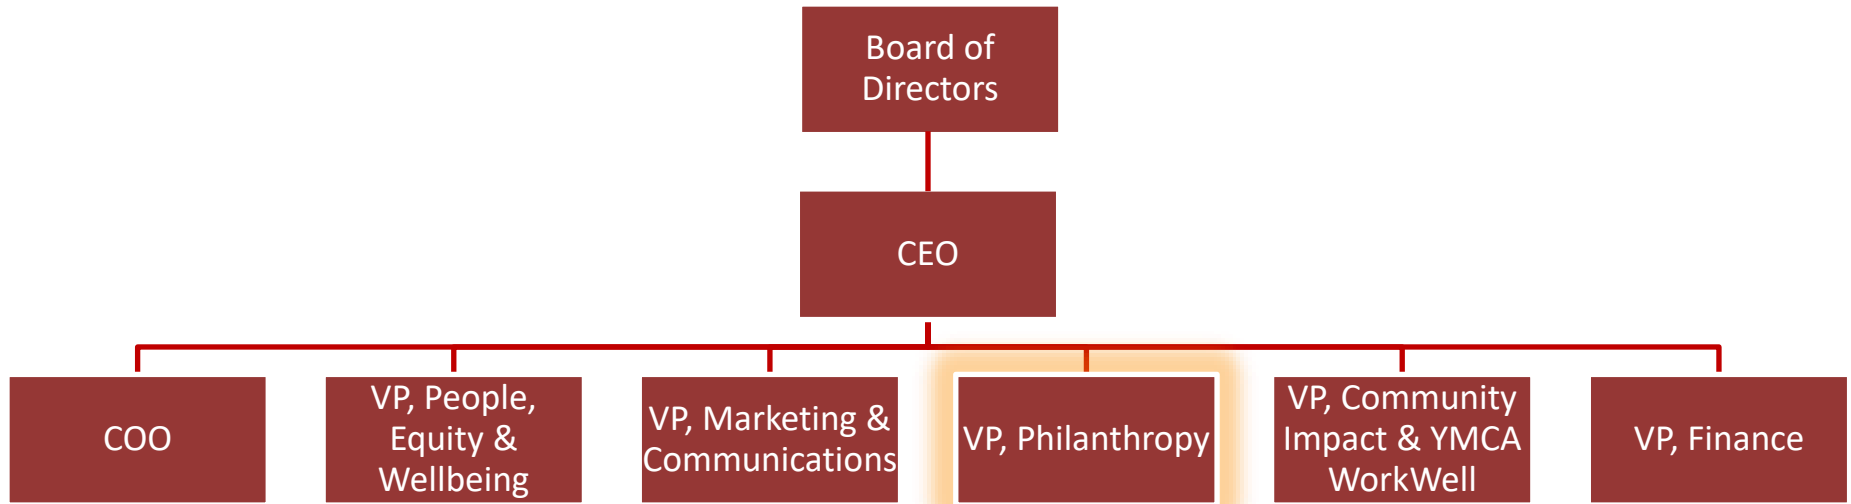 Board of
Directors
CEO
COO
VP, People,
Equity &
Wellbeing
VP, Marketing &
Communications
VP, Philanthropy
VP, Community
Impact & YMCA
WorkWell
VP, Finance